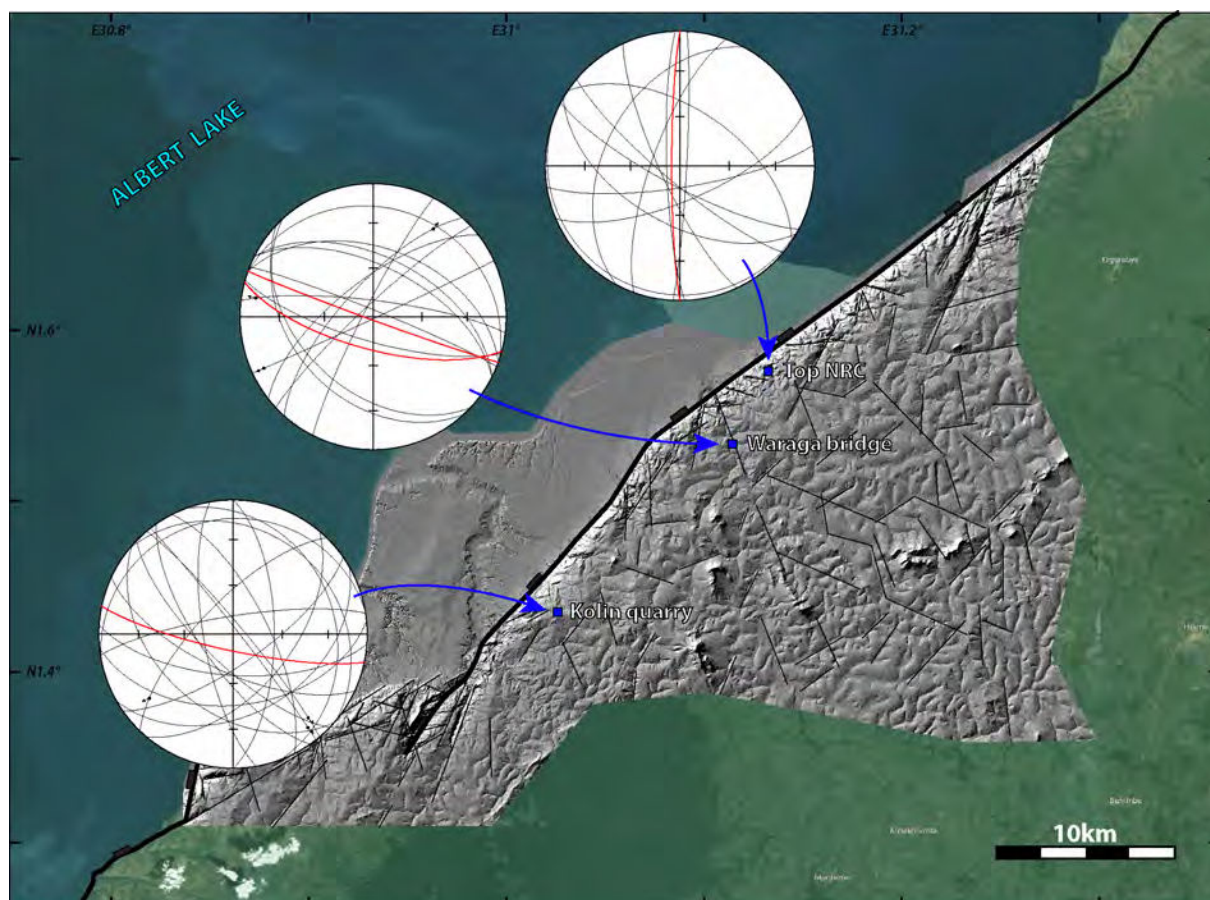 E30.8°
E31°
E31.2°
ALBERT LAKE
N1.6°
Top NRC
Waraga bridge
Kolin quarry
N1.4°
10km